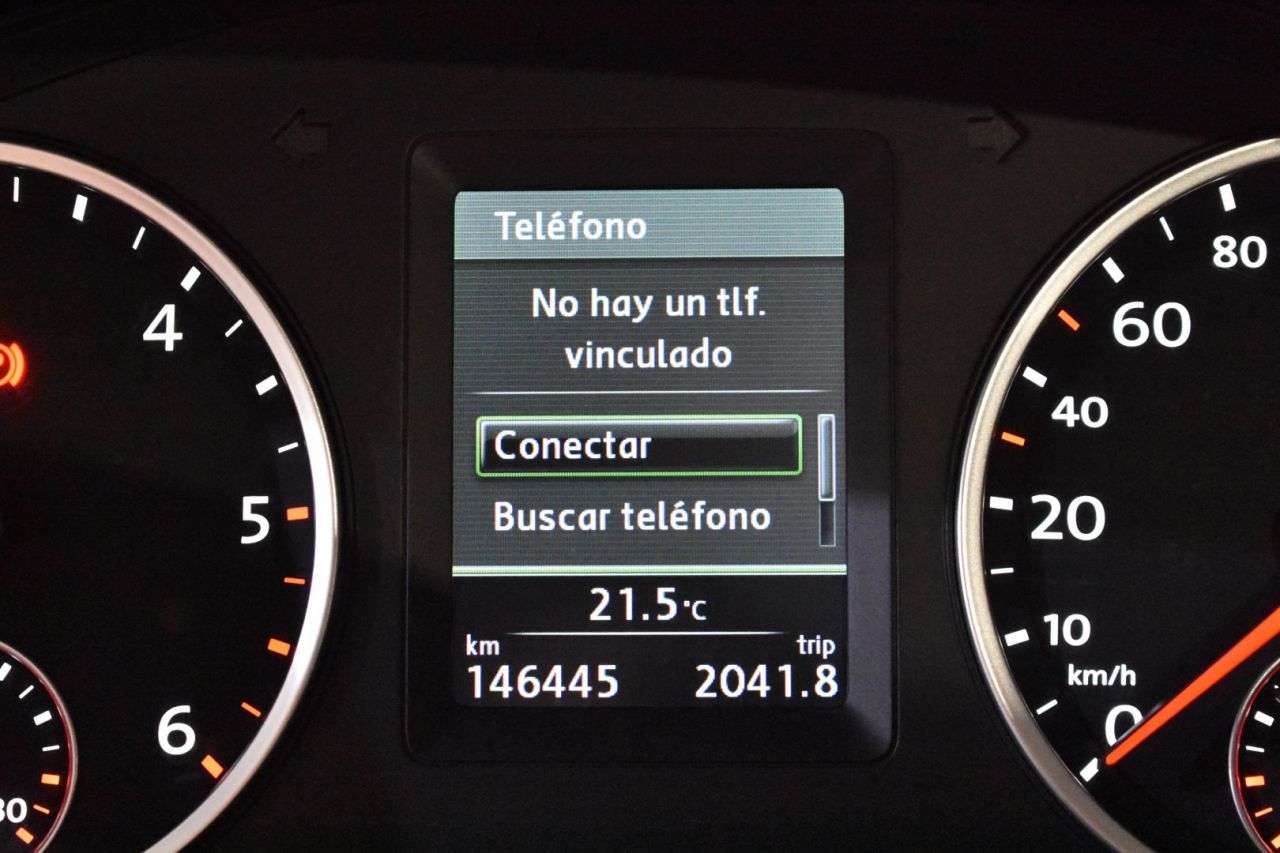 Teléfono
No hay un tlf.
vinculado
Conectar
Buscar teléfono
21.5°C
km trip
146445 2041.8
4
5
6
80
60
40
20
10
km/h
0